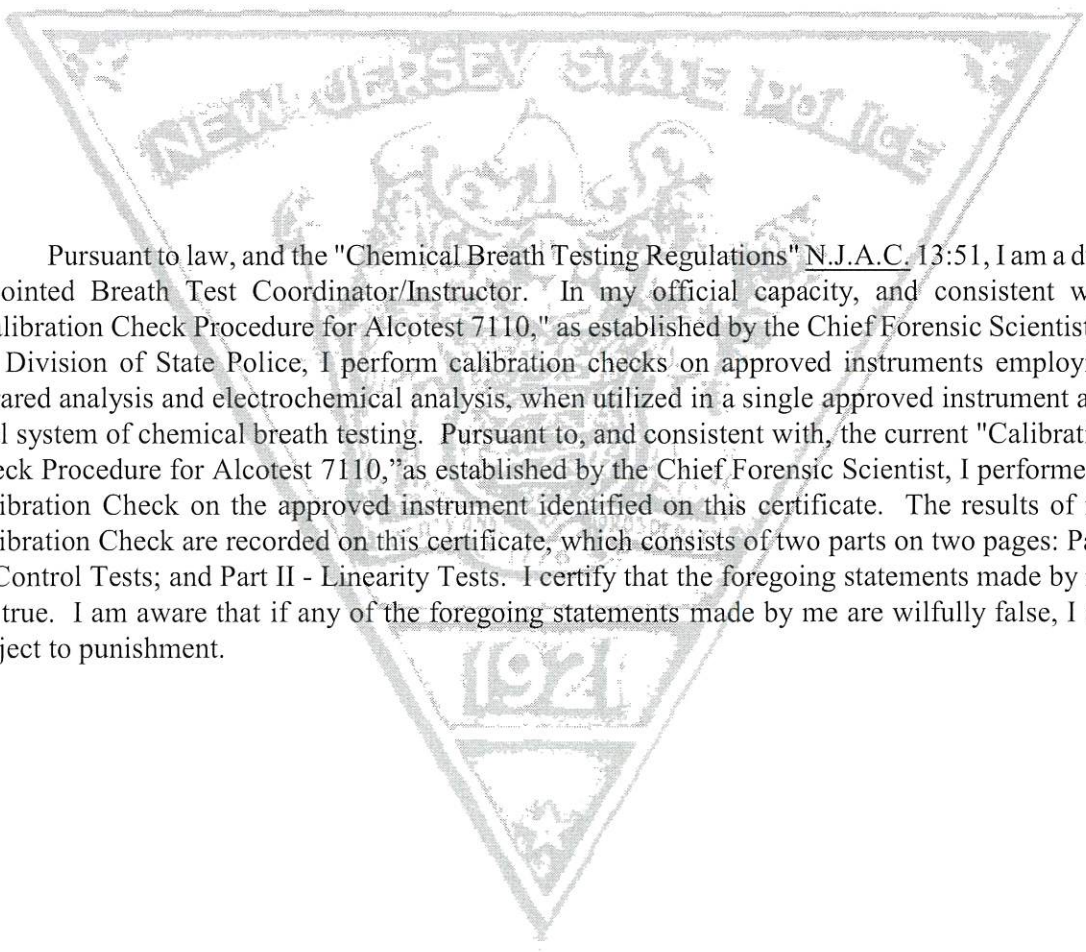 NEW JERSEY STATE POLICE
Pursuant to law, and the "Chemical Breath Testing Regulations" N.J.A.C. 13:51, I am a d
ointed Breath Test Coordinator/Instructor. In my official capacity, and consistent w
alibration Check Procedure for Alcotest 7110," as established by the Chief Forensic Scientist
Division of State Police, I perform calibration checks on approved instruments employi
rared analysis and electrochemical analysis, when utilized in a single approved instrument a
l system of chemical breath testing. Pursuant to, and consistent with, the current "Calibrati
eck Procedure for Alcotest 7110,”as established by the Chief Forensic Scientist, I performe
ibration Check on the approved instrument identified on this certificate. The results of
ibration Check are recorded on this certificate, which consists of two parts on two pages: Pa
Control Tests; and Part II - Linearity Tests. I certify that the foregoing statements made by
true. I am aware that if any of the foregoing statements made by me are wilfully false, I
ject to punishment.
1921